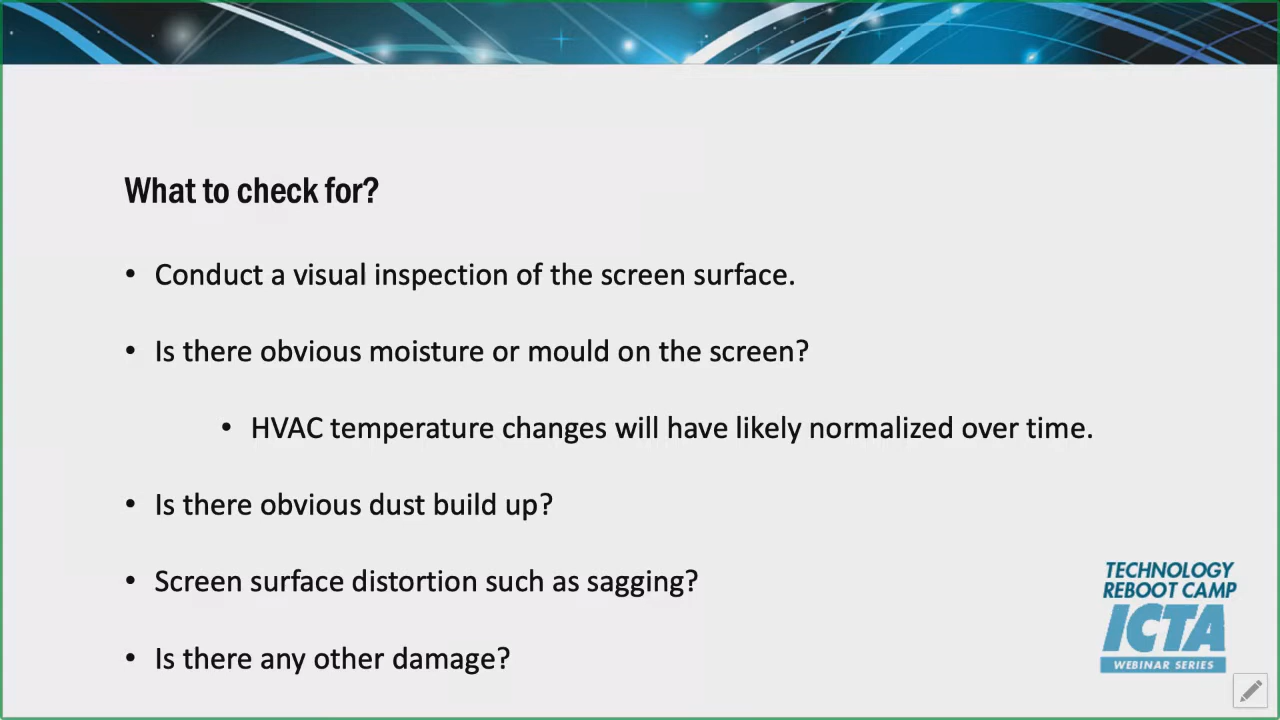 What to check for?
• Conduct a visual inspection of the screen surface.
• Is there obvious moisture or mould on the screen?
• HVAC temperature changes will have likely normalized over time.
• Is there obvious dust build up?
• Screen surface distortion such as sagging?
• Is there any other damage?
TECHNOLOGY
REBOOT CAMP
ICTA
WEBINAR SERIES